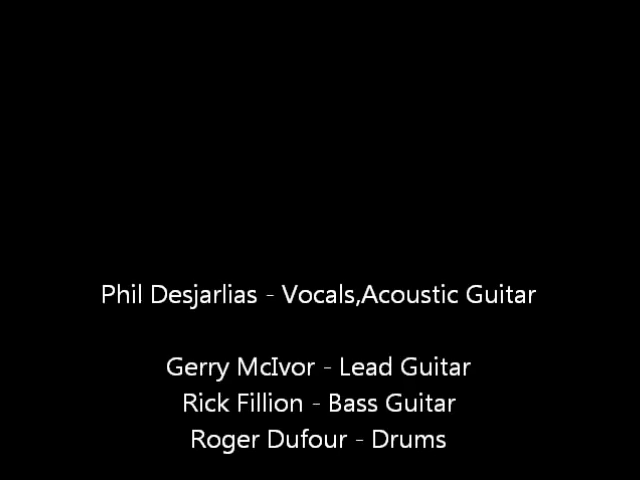 Phil Desjarlias - Vocals,Acoustic Guitar
Gerry McIvor - Lead Guitar
Rick Fillion - Bass Guitar
Roger Dufour - Drums